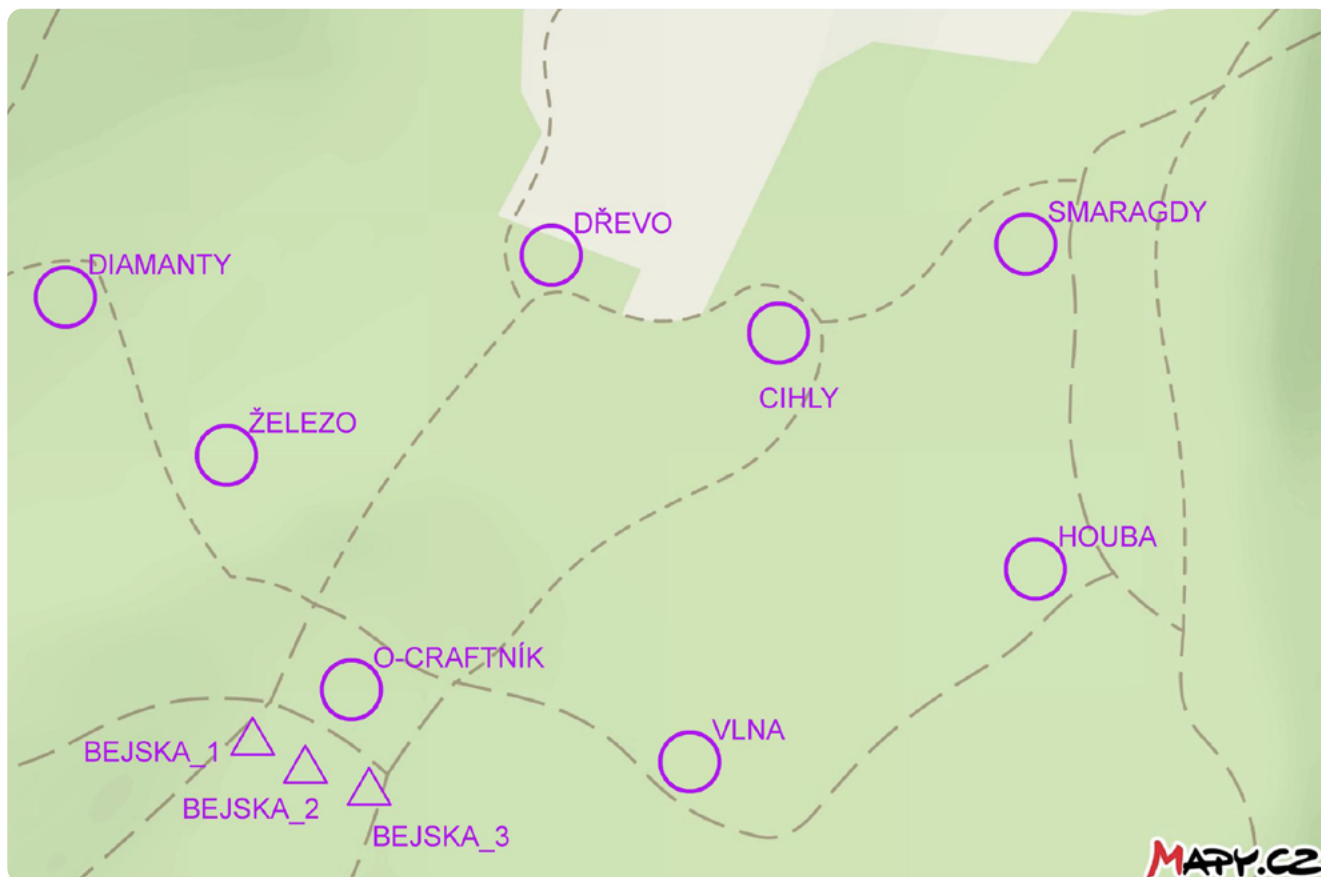 DŘEVO
SMARAGDY
DIAMANTY
CIHLY
ŽELEZO
HOUBA
O-CRAFTNÍK
VLNA
BEJSKA_1
BEJSKA_2
BEJSKA_3
MAPY.CZ